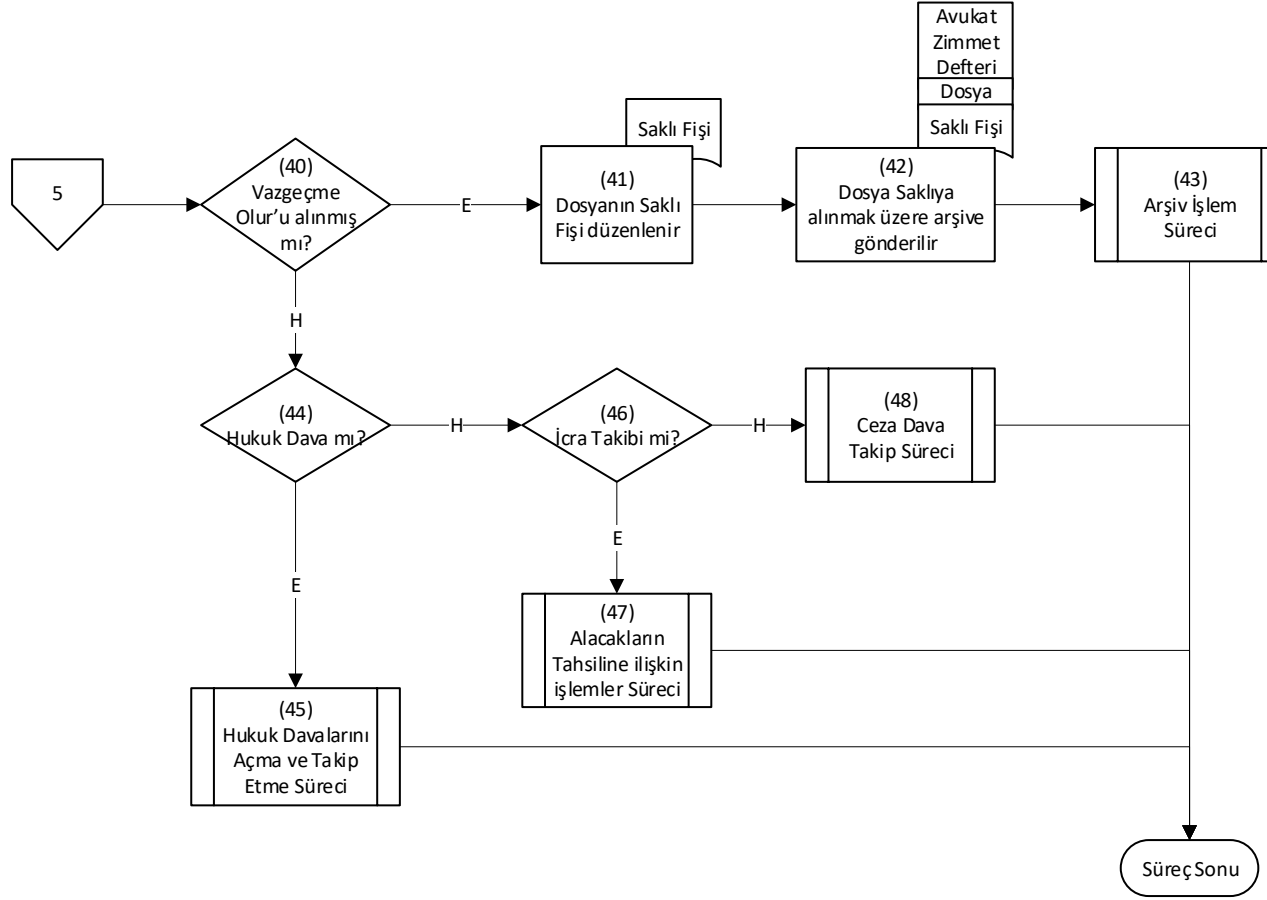 Avukat
Zimmet
Defteri
Dosya
Saklı Fişi
Saklı Fişi
5
(40)
Vazgeçme
Olur’u alınmış
mı?
E
(41)
Dosyanın Saklı
Fişi düzenlenir
(42)
Dosya Saklıya
alınmak üzere arşive
gönderilir
(43)
Arşiv İşlem
Süreci
H
(44)
Hukuk Dava mı?
H
(46)
İcra Takibi mi?
H
(48)
Ceza Dava
Takip Süreci
E
E
(47)
Alacakların
Tahsiline ilişkin
işlemler Süreci
(45)
Hukuk Davalarını
Açma ve Takip
Etme Süreci
Süreç Sonu